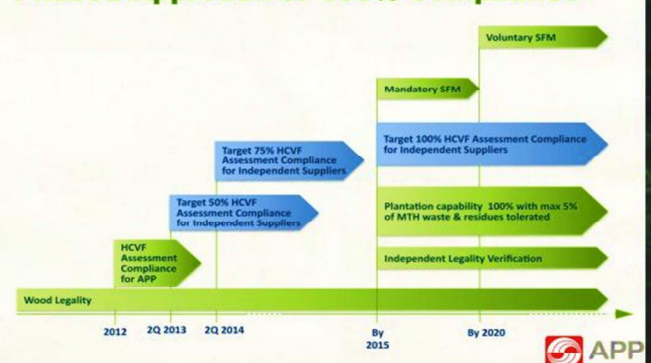 Voluntary SFM
Mandatory SFM
Target 75% HCVF
Assessment Compliance
for Independent Suppliers
Target 100% HCVF Assessment Compliance
for Independent Suppliers
Target 50% HCVF
Assessment Compliance
for Independent Suppliers
Plantation capability 100% with max 5%
of MTH waste & residues tolerated
HCVF
Assessment
Compliance
for APP
Independent Legality Verification
Wood Legality
2012
2Q 2013
2Q 2014
By
2015
By 2020
APP